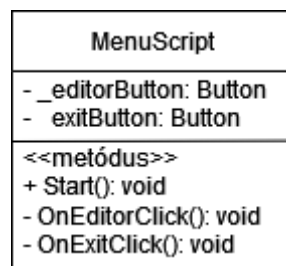 MenuScript
- _editorButton: Button
- exitButton: Button
<<metódus>>
+ Start(): void
- OnEditorClick(): void
- OnExitClick(): void